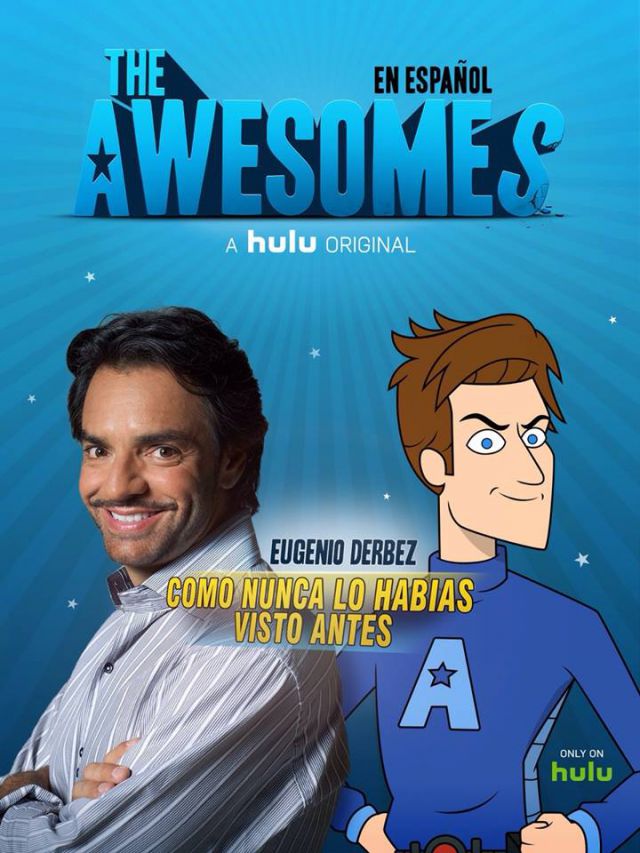 THE
EN ESPAÑOL
AWESOMES
A hulu ORIGINAL
EUGENIO DERBEZ
COMO NUNCA LO HABIAS
VISTO ANTES
A
ONLY ON
hulu